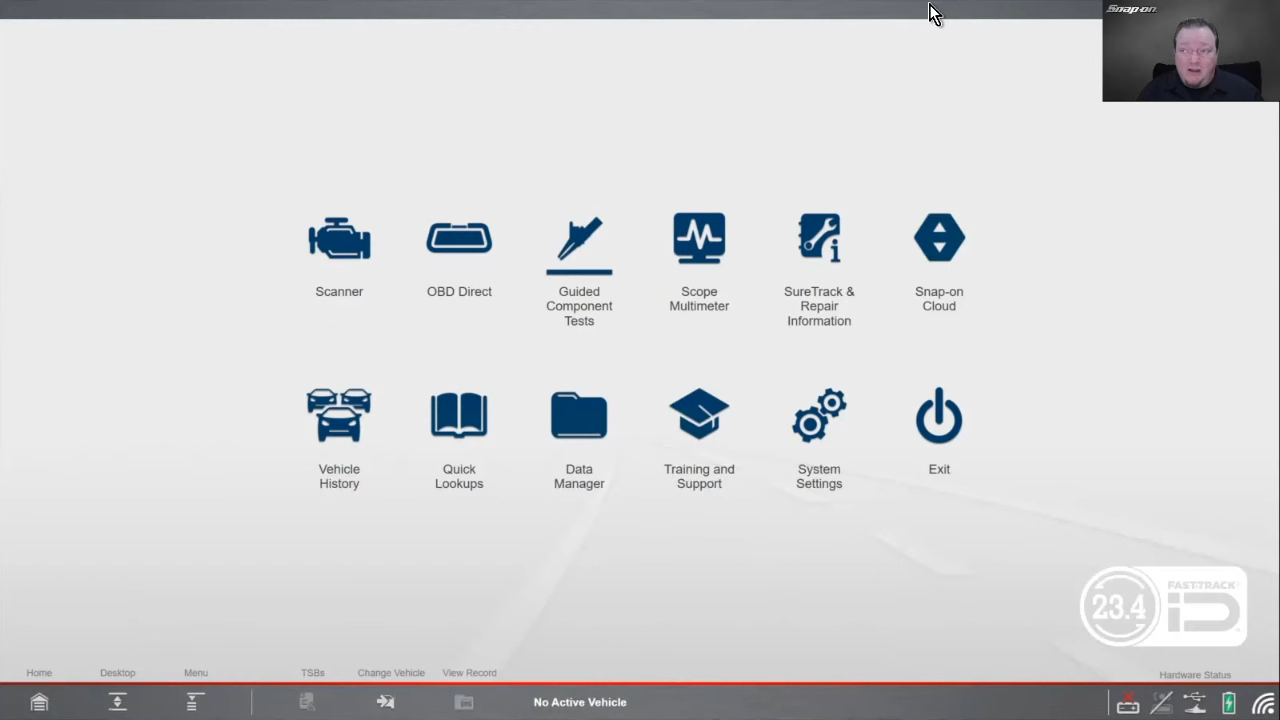 Snap-on
Scanner
OBD Direct
Guided
Component
Tests
Scope
Multimeter
SureTrack &
Repair
Information
Snap-on
Cloud
Vehicle
History
Quick
Lookups
Data
Manager
Training and
Support
System
Settings
Exit
23.4
FAST-TRACK
iD
Home
Desktop
Menu
TSBs
Change Vehicle
View Record
Hardware Status
No Active Vehicle